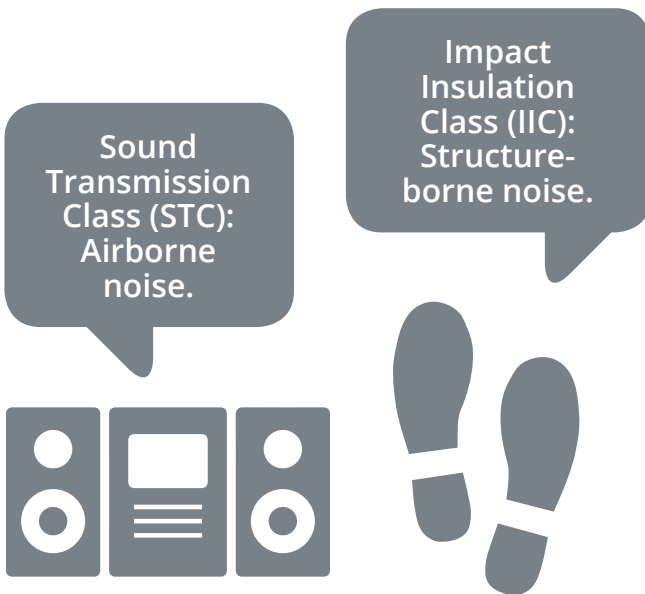 Sound
Transmission
Class (STC):
Airborne
noise.
Impact
Insulation
Class (IIC):
Structure-
borne noise.